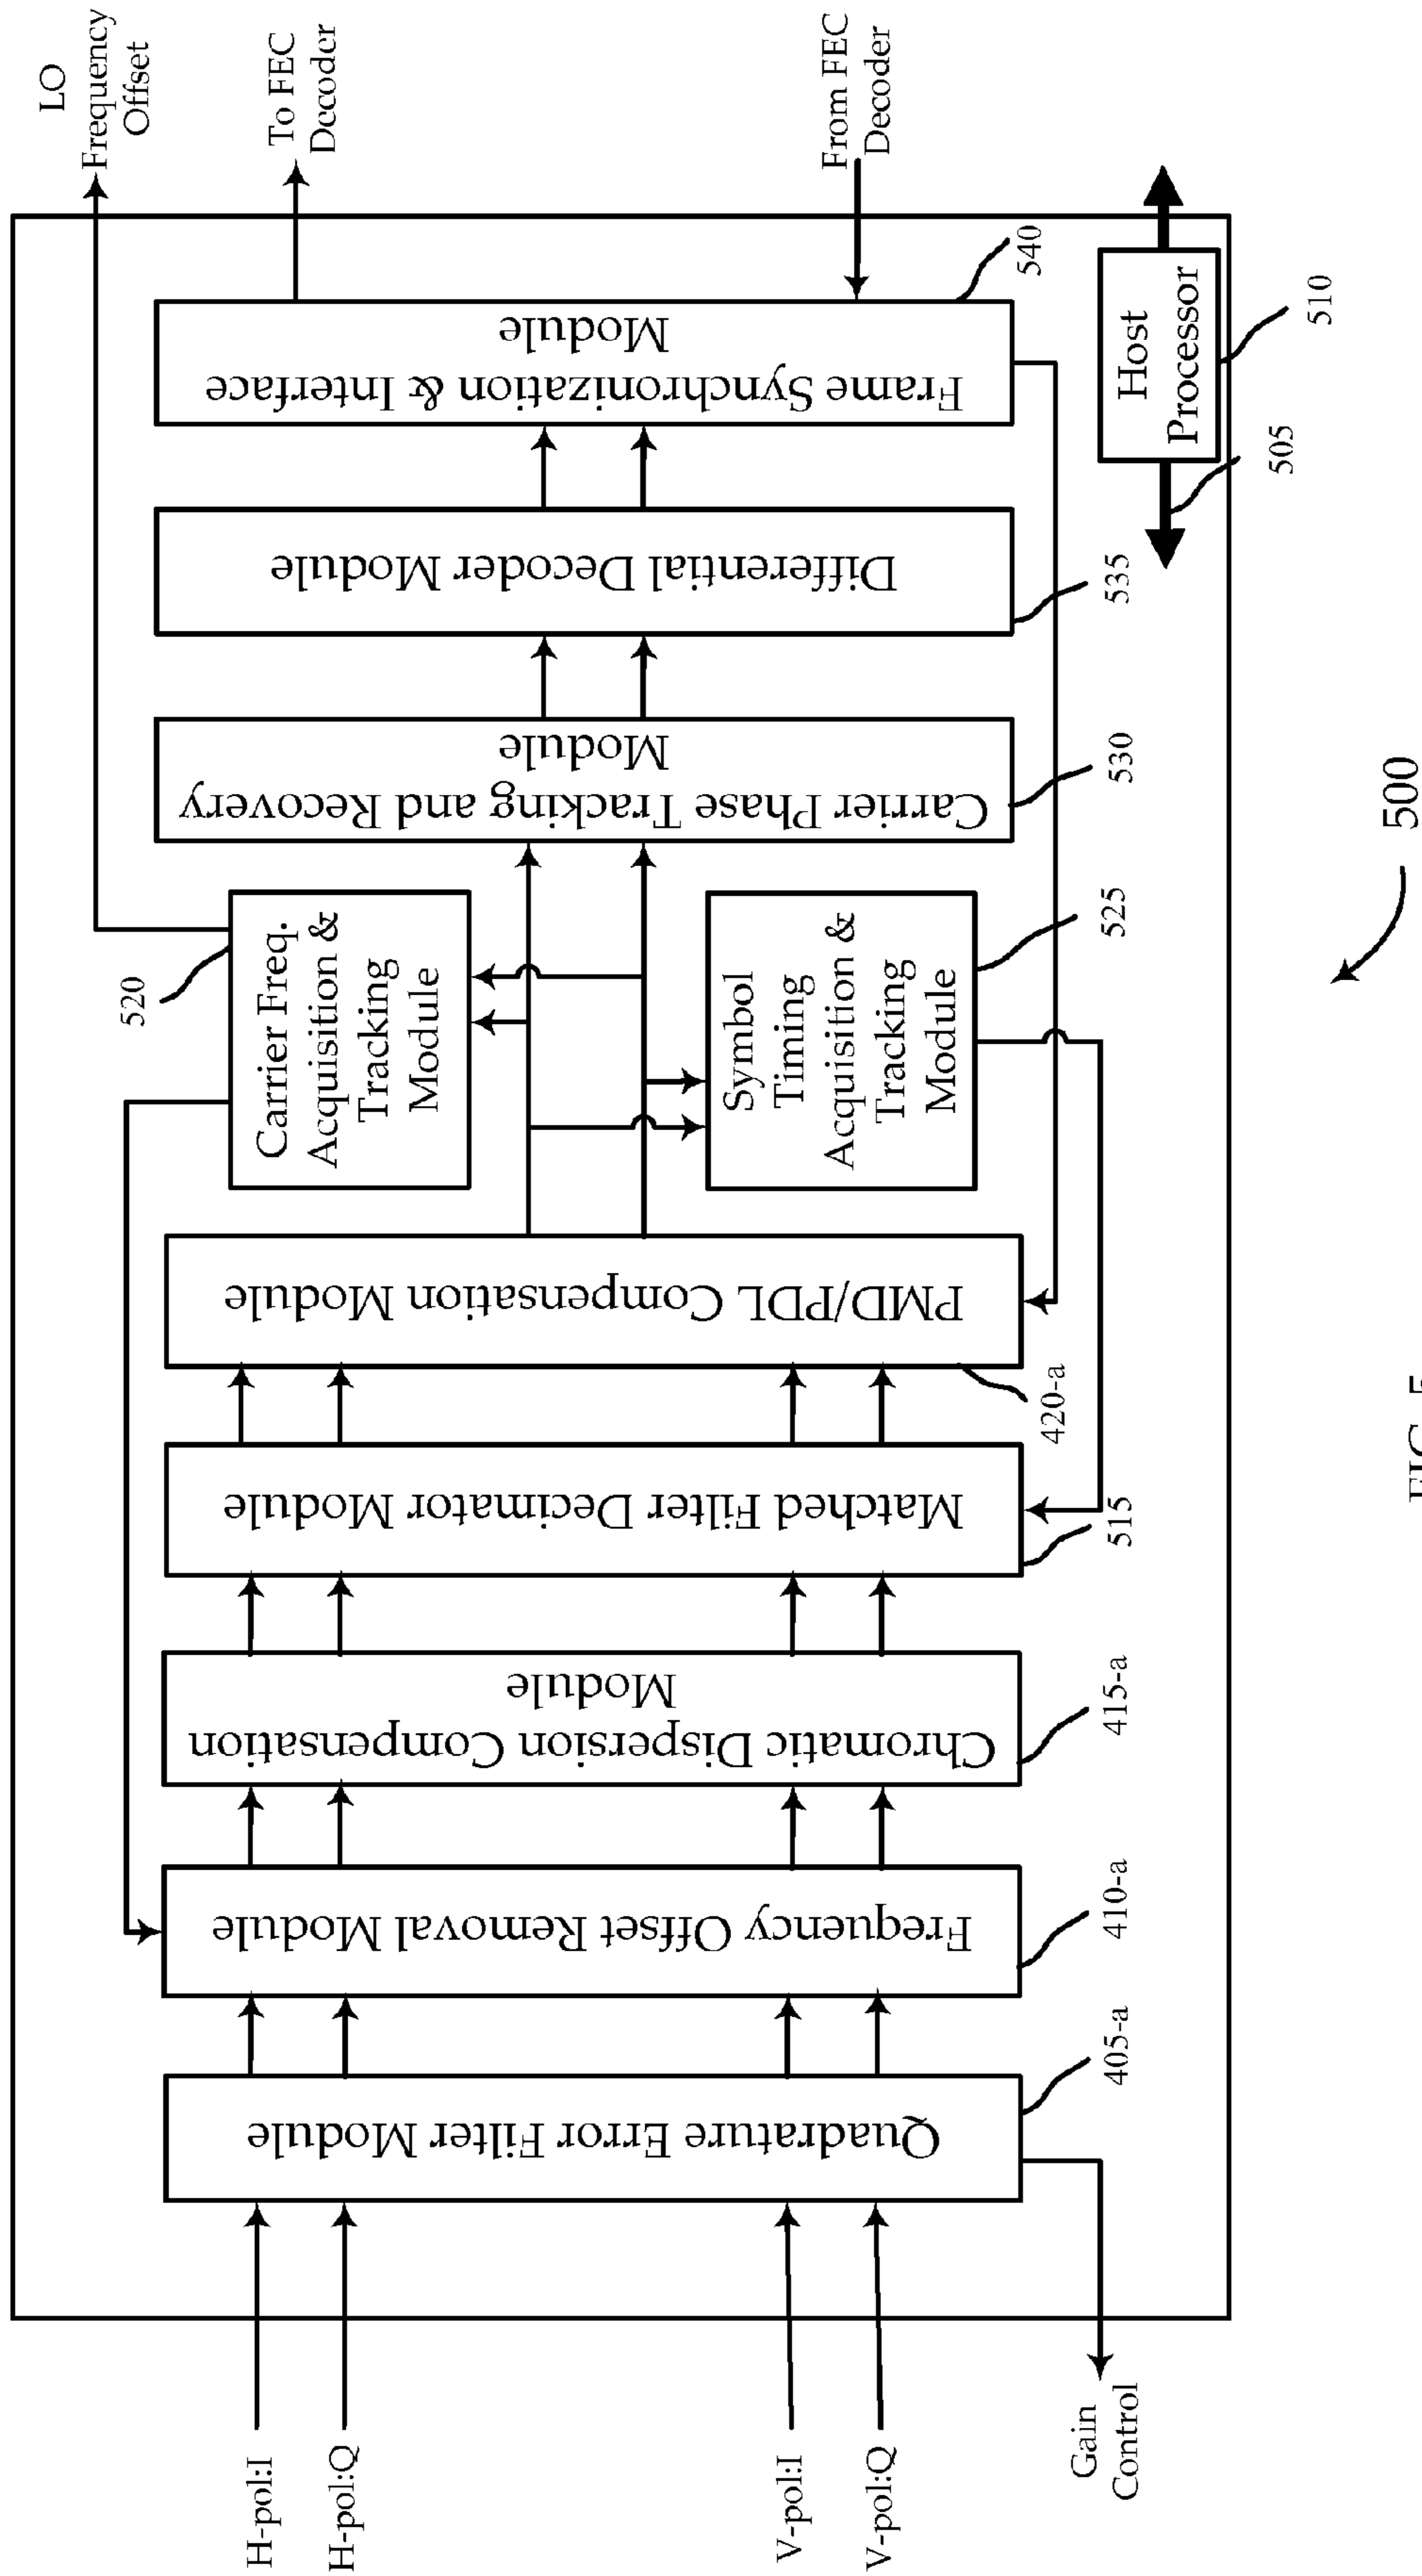 LO
Frequency
Offset
To FEC
Decoder
From FEC
Decoder
H-pol:I
H-pol:Q
V-pol:I
V-pol:Q
Gain
Control
Quadrature Error Filter Module
405-a
Frequency Offset Removal Module
410-a
Chromatic Dispersion Compensation
Module
415-a
Matched Filter Decimator Module
515
PMD/PDL Compensation Module
420-a
Carrier Freq.
Acquisition &
Tracking
Module
520
Symbol
Timing
Acquisition &
Tracking
Module
525
Carrier Phase Tracking and Recovery
Module
530
Differential Decoder Module
535
Frame Synchronization & Interface
Module
540
Host
Processor
510
505
500
FIG. 5